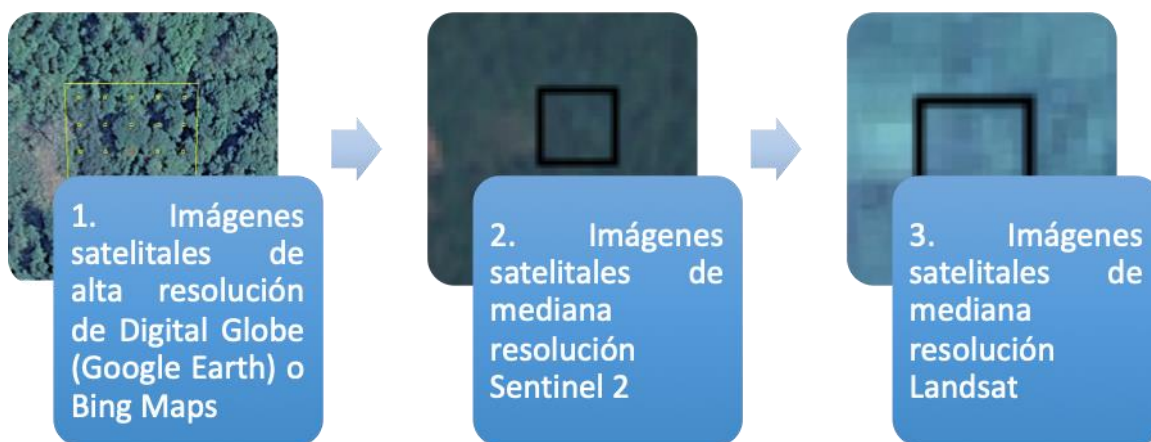 1. Imágenes
satelitales de
alta resolución
de Digital Globe
(Google Earth) o
Bing Maps
2. Imágenes
satelitales de
mediana
resolución
Sentinel 2
3. Imágenes
satelitales de
mediana
resolución
Landsat